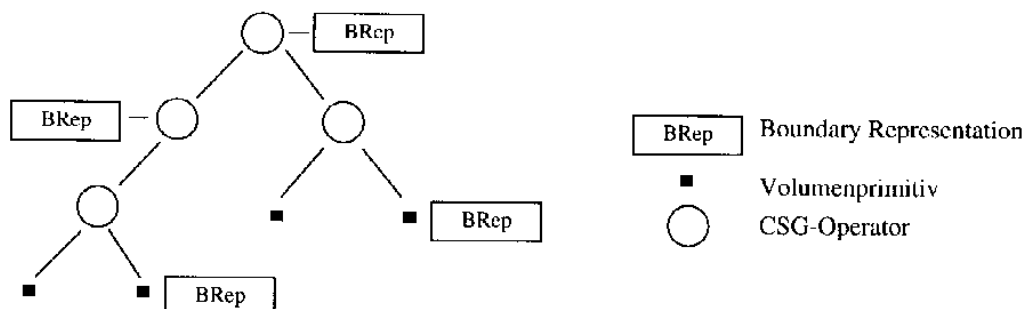 BRep
BRep
BRep
BRep
BRep Boundary Representation
Volumenprimitiv
CSG-Operator